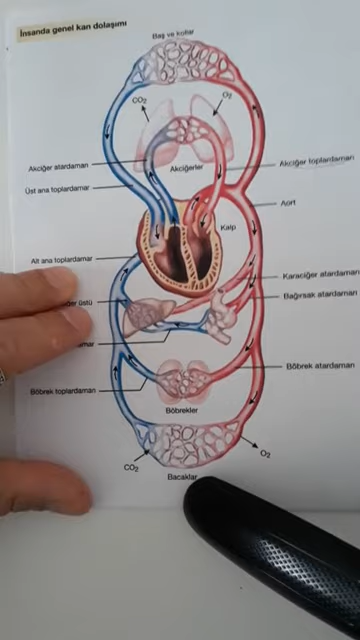 İnsanda genel kan dolaşımı
Baş ve kollar
CO2
O2
Akciğer atardamarı
Akciğerler
Akciğer toplardamarı
Üst ana toplardamar
Aort
Kalp
Alt ana toplardamar
Karaciğer atardamarı
üstü
Bağırsak atardamarı
Böbrek atardamarı
Böbrek toplardamarı
Böbrekler
CO2
O2
Bacaklar